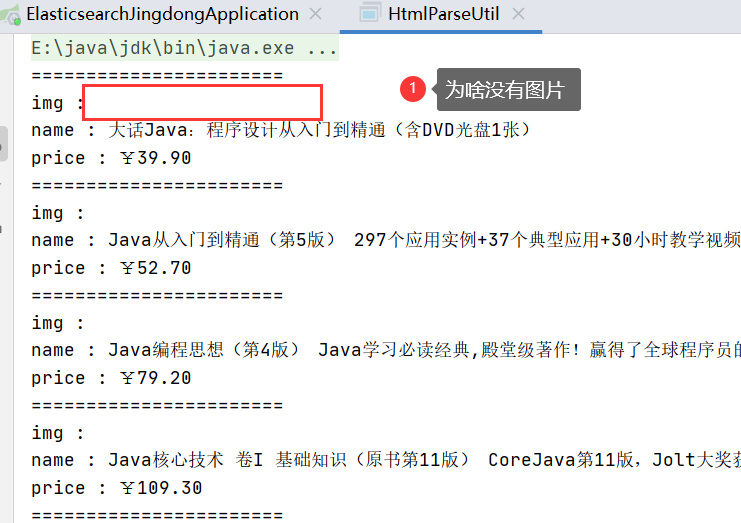 ElasticsearchJingdongApplication × HtmlParseUtil ×
E:\java\jdk\bin\java.exe ...
=======================
img :
1 为啥没有图片
name : 大话Java：程序设计从入门到精通（含DVD光盘1张）
price : ￥39.90
=======================
img :
name : Java从入门到精通（第5版） 297个应用实例+37个典型应用+30小时教学视频
price : ￥52.70
=======================
img :
name : Java编程思想（第4版） Java学习必读经典,殿堂级著作！赢得了全球程序员的
price : ￥79.20
=======================
img :
name : Java核心技术 卷I 基础知识（原书第11版） CoreJava第11版，Jolt大奖获
price : ￥109.30
=======================